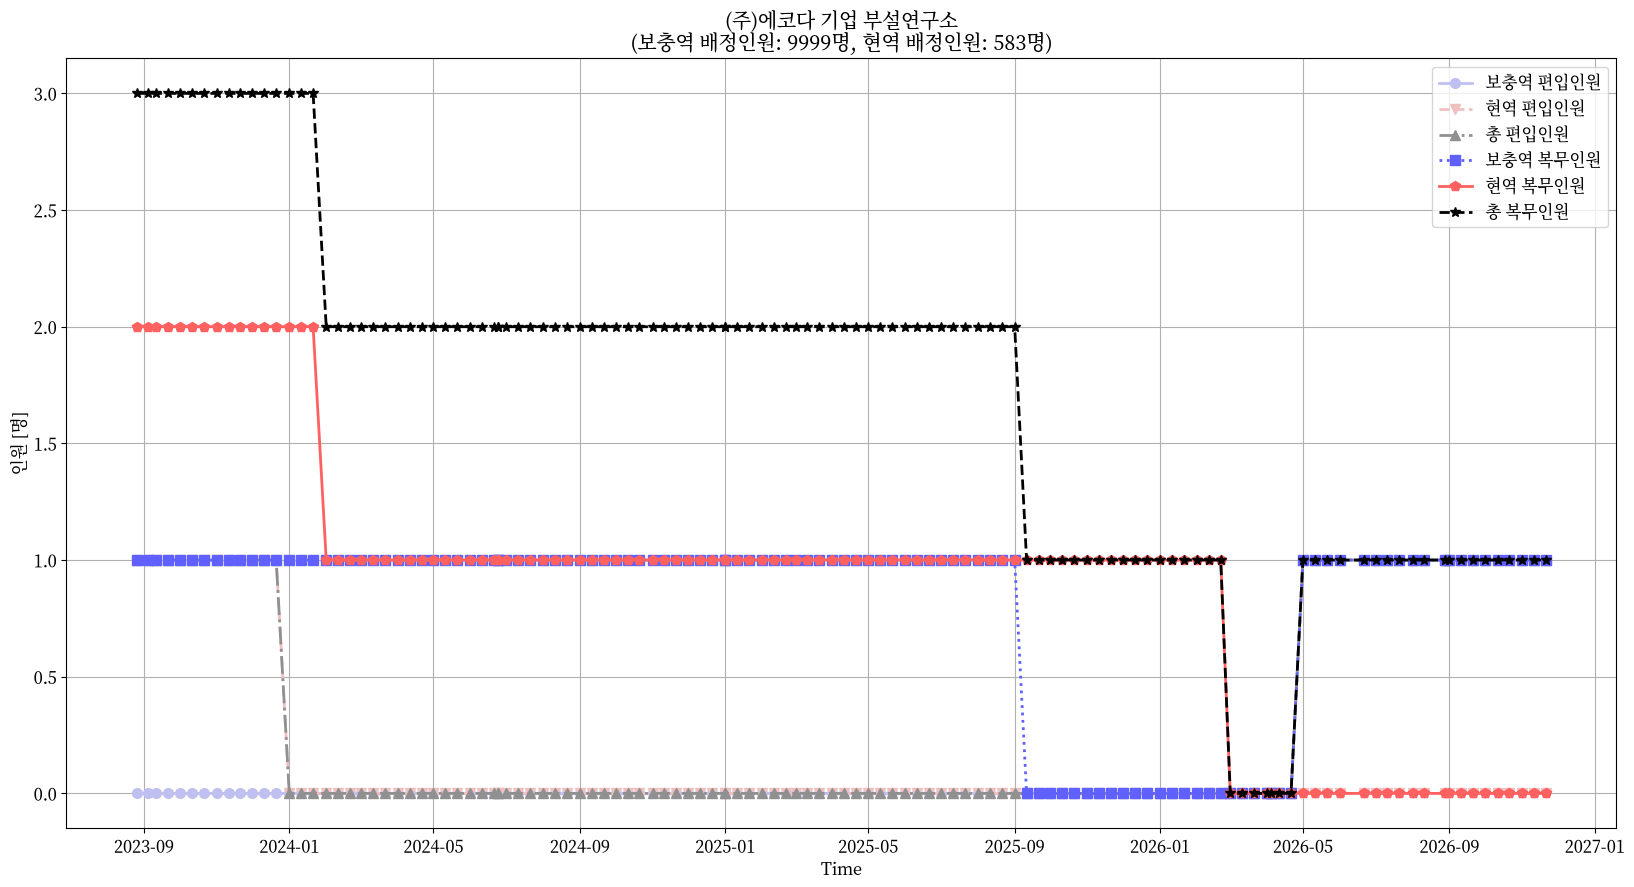 (주)에코다 기업 부설연구소
(보충역 배정인원: 9999명, 현역 배정인원: 583명)
보충역 편입인원
현역 편입인원
총 편입인원
보충역 복무인원
현역 복무인원
총 복무인원
인원 [명]
3.0
2.5
2.0
1.5
1.0
0.5
0.0
2023-09
2024-01
2024-05
2024-09
2025-01
2025-05
2025-09
2026-01
2026-05
2026-09
2027-01
Time